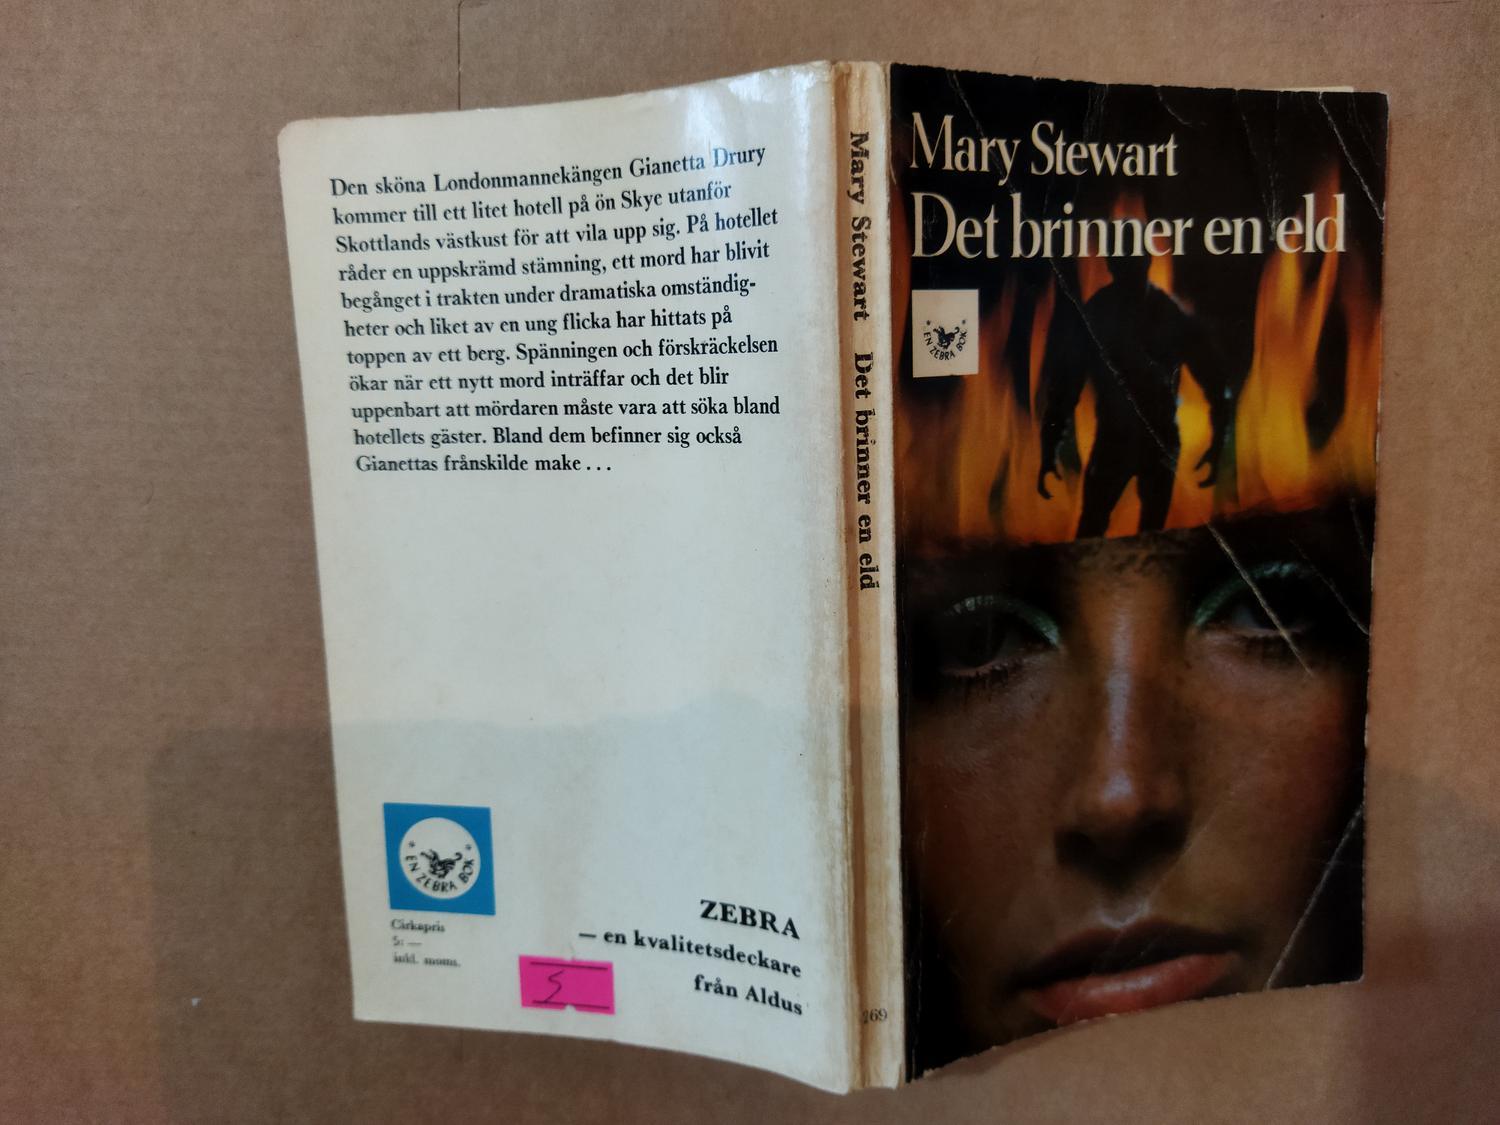 Den sköna Londonmannekängen Gianetta Drury
kommer till ett litet hotell på ön Skye utanför
Skottlands västkust för att vila upp sig. På hotellet
råder en uppskrämd stämning, ett mord har blivit
begånget i trakten under dramatiska omständig-
heter och liket av en ung flicka har hittats på
toppen av ett berg. Spänningen och förskräckelsen
ökar när ett nytt mord inträffar och det blir
uppenbart att mördaren måste vara att söka bland
hotellets gäster. Bland dem befinner sig också
Gianettas frånskilde make . . .
EN ZEBRA BOK
Cirkapris
5: —
inkl. moms.
ZEBRA
— en kvalitetsdeckare
från Aldus
5
Mary Stewart Det brinner en eld
269
Mary Stewart
Det brinner en eld
EN ZEBRA BOK